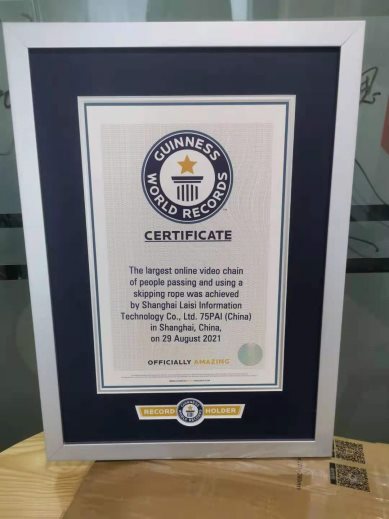 GUINNESS
WORLD RECORDS
CERTIFICATE
The largest online video chain
of people passing and using a
skipping rope was achieved
by Shanghai Laisi Information
Technology Co., Ltd. 75PAI (China)
in Shanghai, China,
on 29 August 2021
OFFICIALLY AMAZING
RECORD HOLDER